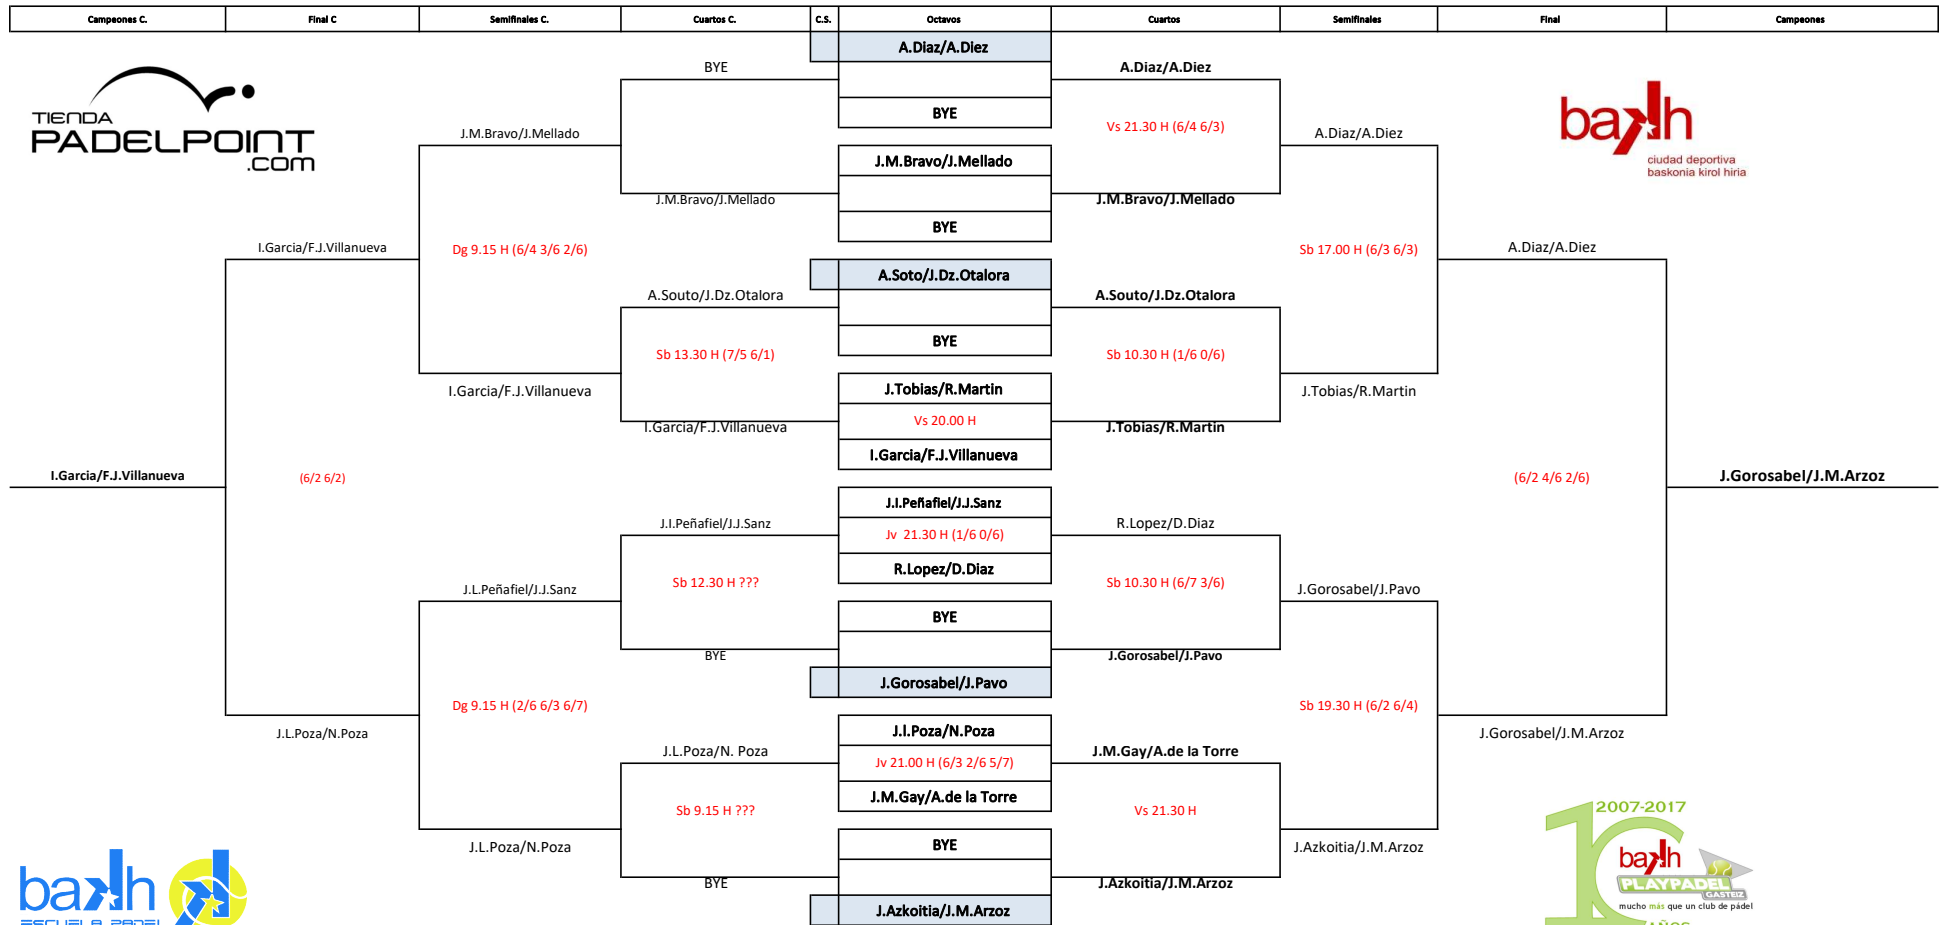 Campeones C. Final C Semifinales C. Cuartos C. C.S. Octavos Cuartos Semifinales Final Campeones
A.Diaz/A.Diez
BYE A.Diaz/A.Diez
TIENDA
PADELPOINT
.COM
BYE
J.M.Bravo/J.Mellado Vs 21.30 H (6/4 6/3) A.Diaz/A.Diez
bakh
ciudad deportiva
baskonia kirol hiria
J.M.Bravo/J.Mellado
J.M.Bravo/J.Mellado J.M.Bravo/J.Mellado
BYE
I.Garcia/F.J.Villanueva Dg 9.15 H (6/4 3/6 2/6) Sb 17.00 H (6/3 6/3) A.Diaz/A.Diez
A.Soto/J.Dz.Otalora
A.Souto/J.Dz.Otalora A.Souto/J.Dz.Otalora
BYE
Sb 13.30 H (7/5 6/1) Sb 10.30 H (1/6 0/6)
I.Garcia/F.J.Villanueva J.Tobias/R.Martin J.Tobias/R.Martin
Vs 20.00 H
I.Garcia/F.J.Villanueva J.Tobias/R.Martin
I.Garcia/F.J.Villanueva
I.Garcia/F.J.Villanueva (6/2 6/2) (6/2 4/6 2/6) J.Gorosabel/J.M.Arzoz
J.I.Peñafiel/J.J.Sanz
J.I.Peñafiel/J.J.Sanz R.Lopez/D.Diaz
Jv 21.30 H (1/6 0/6)
R.Lopez/D.Diaz
Sb 12.30 H ??? Sb 10.30 H (6/7 3/6)
J.L.Peñafiel/J.J.Sanz J.Gorosabel/J.Pavo
BYE
BYE J.Gorosabel/J.Pavo
J.Gorosabel/J.Pavo
Dg 9.15 H (2/6 6/3 6/7) Sb 19.30 H (6/2 6/4)
J.L.Poza/N.Poza J.I.Poza/N.Poza J.Gorosabel/J.M.Arzoz
J.L.Poza/N. Poza J.M.Gay/A.de la Torre
Jv 21.00 H (6/3 2/6 5/7)
J.M.Gay/A.de la Torre
Sb 9.15 H ??? Vs 21.30 H
J.L.Poza/N.Poza BYE J.Azkoitia/J.M.Arzoz
BYE J.Azkoitia/J.M.Arzoz
J.Azkoitia/J.M.Arzoz
bakh
ESCUELA PADEL
2007-2017
10
bakh
PLAYPADEL
GASTEIZ
mucho más que un club de pádel
AÑOS